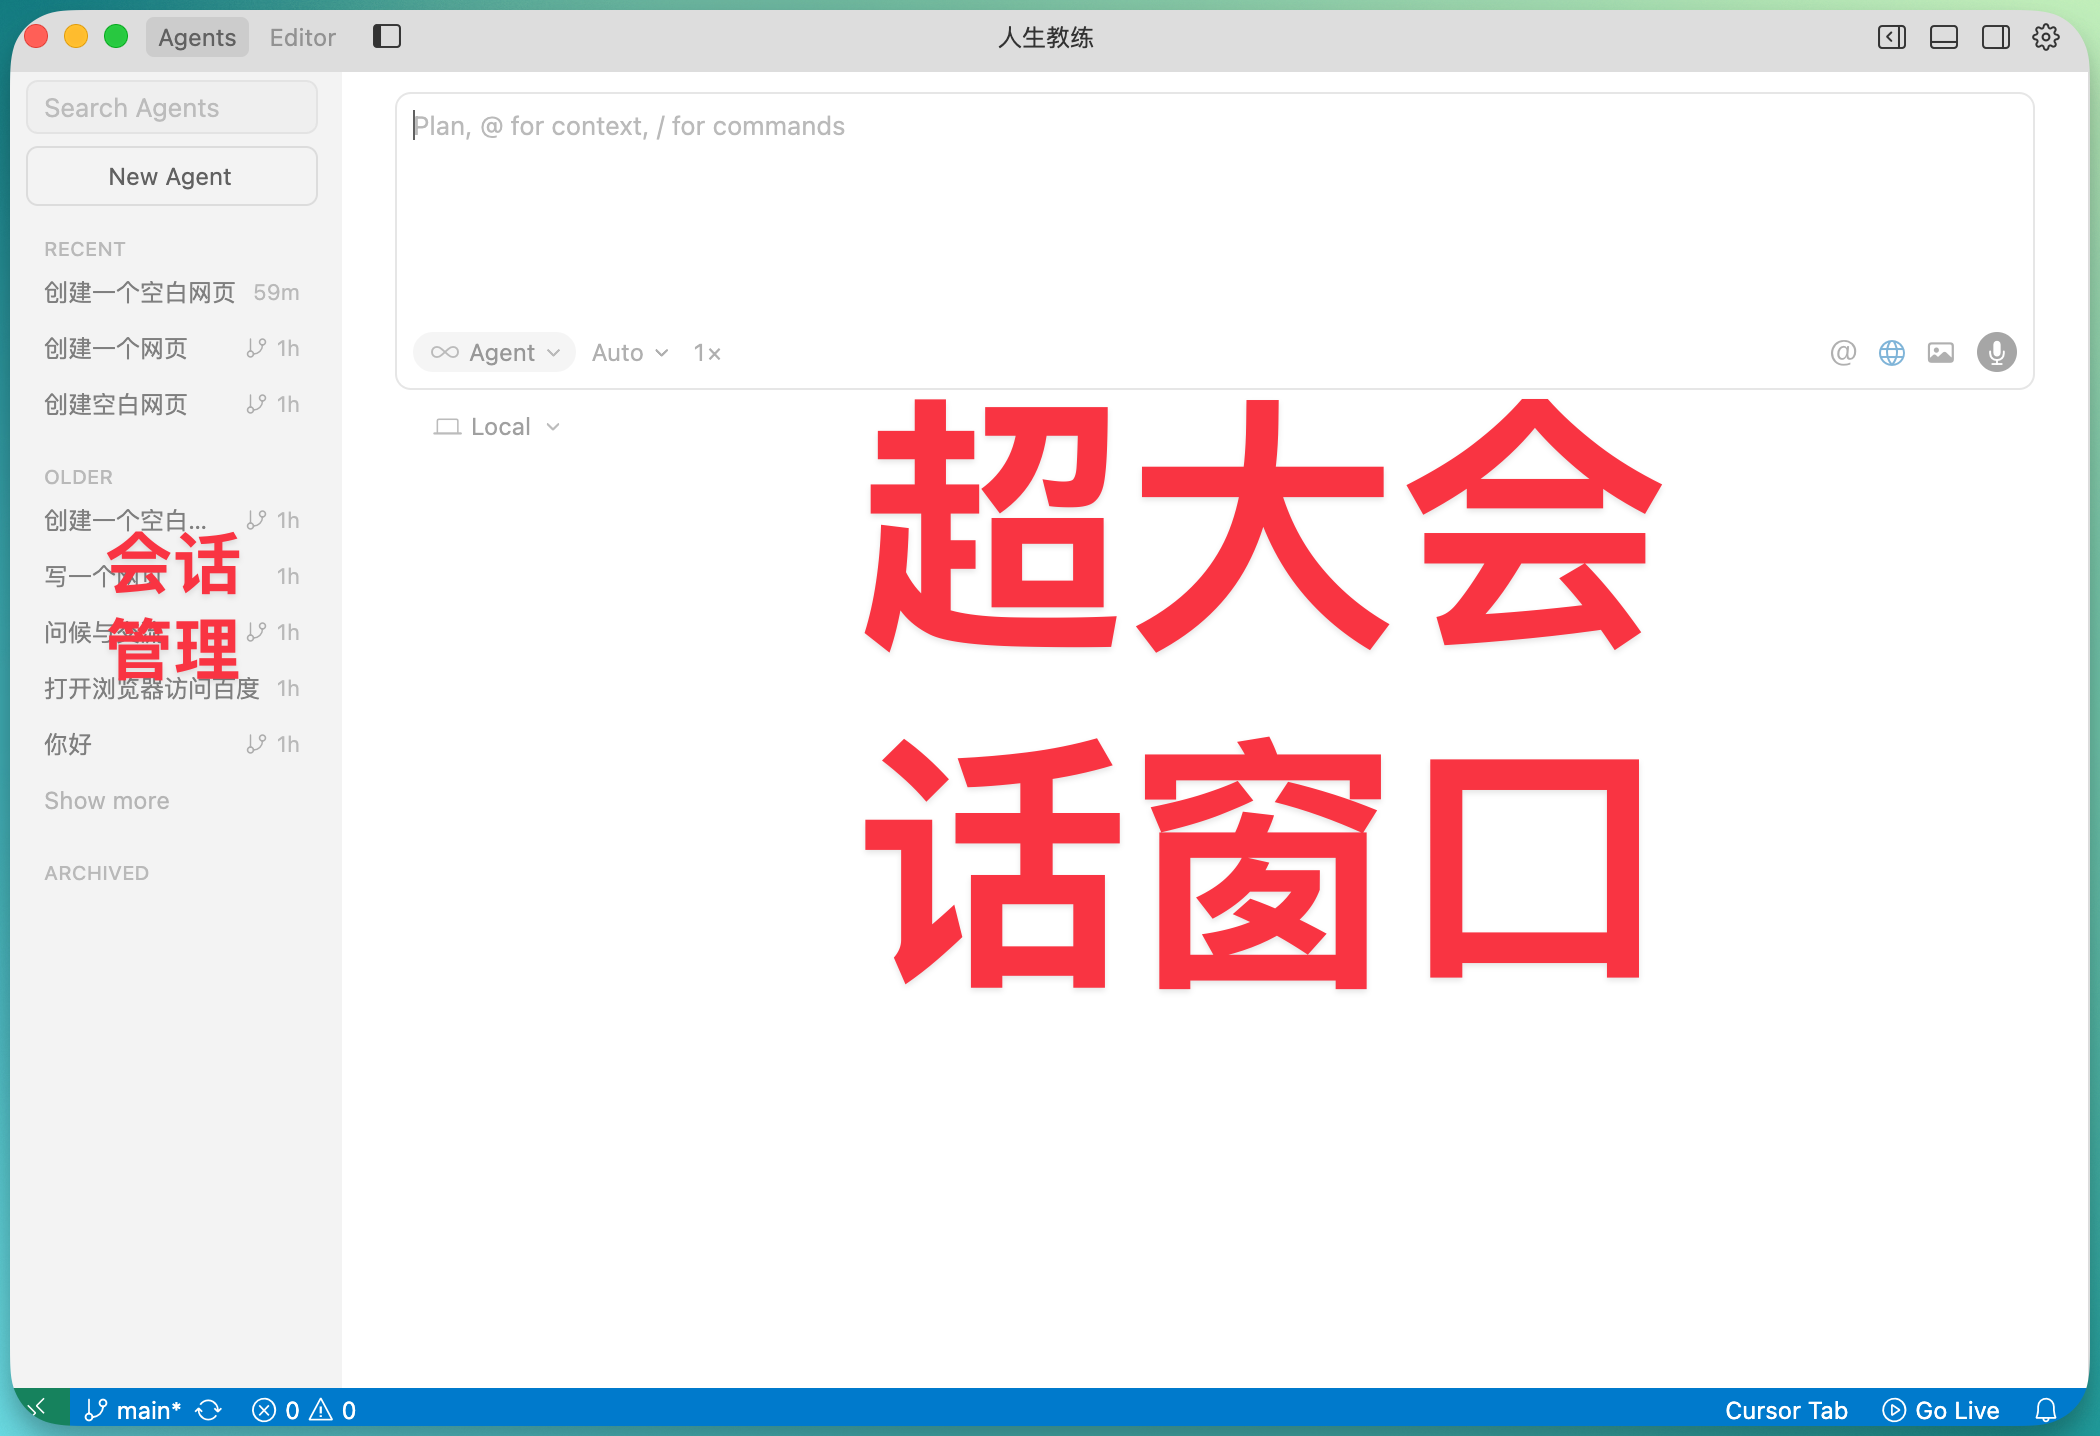 Agents Editor 人生教练
Search Agents
New Agent
RECENT
创建一个空白网页 59m
创建一个网页 1h
创建空白网页 1h
OLDER
创建一个空白... 1h
写一个网页 1h
问候与 1h
打开浏览器访问百度 1h
你好 1h
Show more
ARCHIVED
会话
管理
Plan, @ for context, / for commands
Agent Auto 1×
Local
超大会
话窗口
main* 0 0
Cursor Tab Go Live